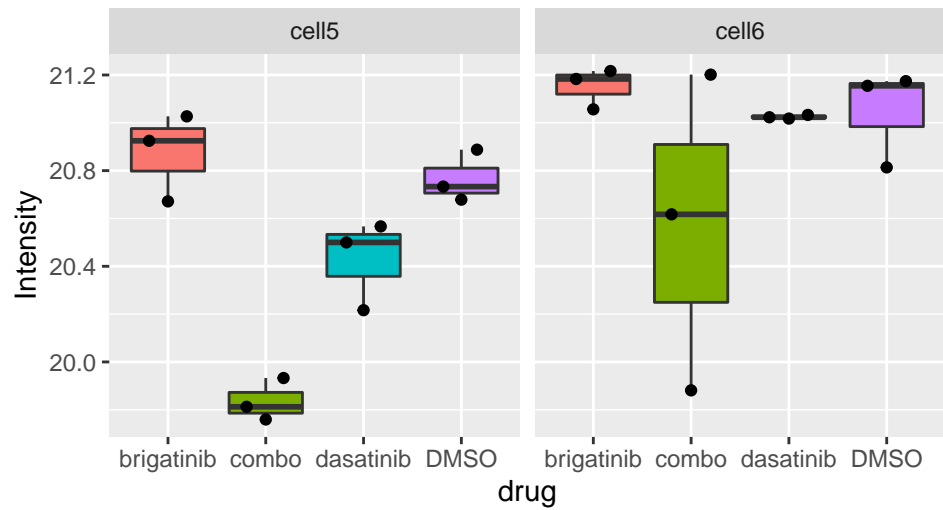 cell5 cell6
21.2
20.8
20.4
20.0
Intensity
brigatinib combo dasatinib DMSO brigatinib combo dasatinib DMSO
drug